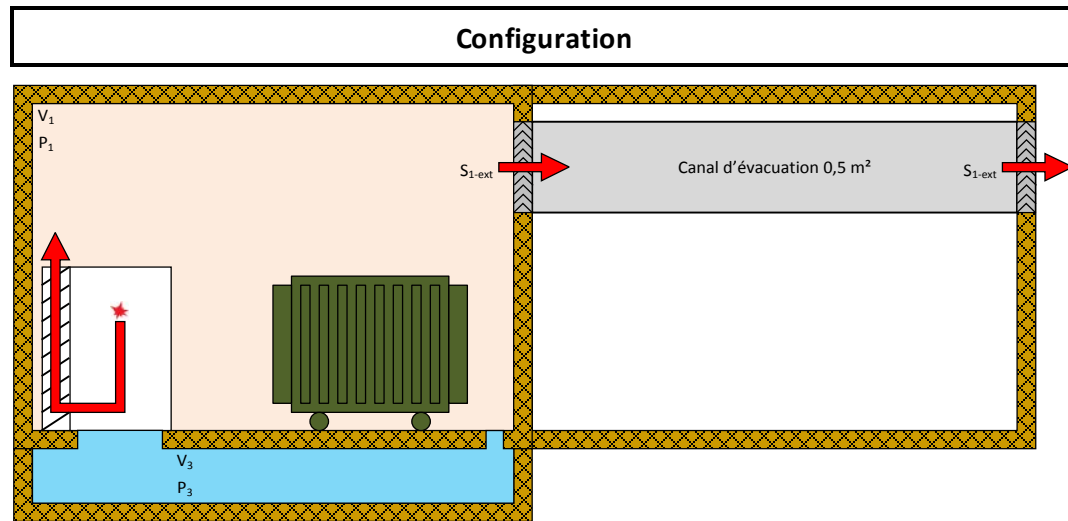 Configuration
V₁
P₁
S₁₋ext Canal d'évacuation 0,5 m² S₁₋ext
V₃
P₃